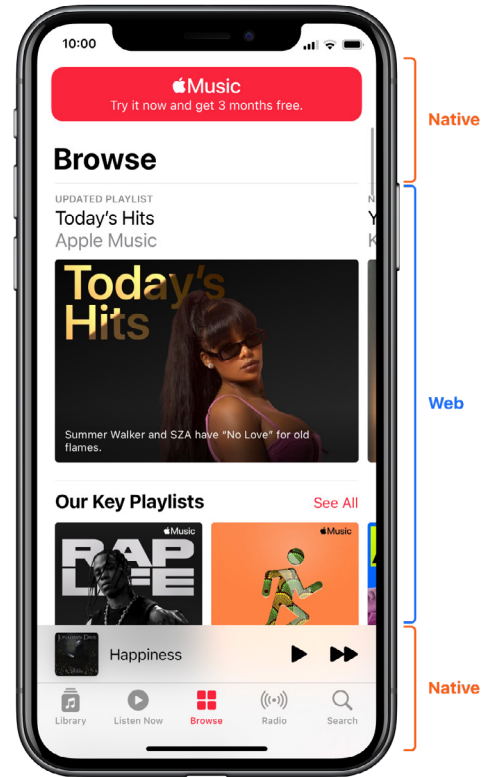 10:00
Music
Try it now and get 3 months free.
Native
Browse
UPDATED PLAYLIST
Today's Hits
Apple Music
Today's
Hits
Summer Walker and SZA have “No Love” for old
flames.
Web
Our Key Playlists
See All
Music
RAP
LIFE
Music
Happiness
Native
Library
Listen Now
Browse
Radio
Search